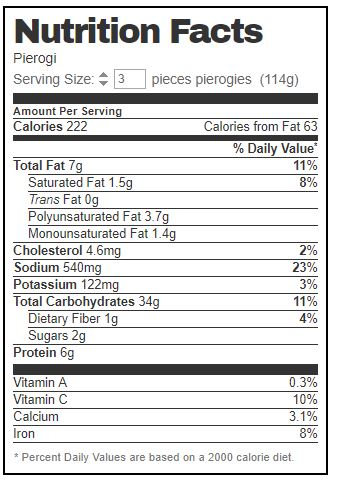 Nutrition Facts
Pierogi
Serving Size: 3 pieces pierogies (114g)
Amount Per Serving
Calories 222 Calories from Fat 63
% Daily Value*
Total Fat 7g 11%
Saturated Fat 1.5g 8%
Trans Fat 0g
Polyunsaturated Fat 3.7g
Monounsaturated Fat 1.4g
Cholesterol 4.6mg 2%
Sodium 540mg 23%
Potassium 122mg 3%
Total Carbohydrates 34g 11%
Dietary Fiber 1g 4%
Sugars 2g
Protein 6g
Vitamin A 0.3%
Vitamin C 10%
Calcium 3.1%
Iron 8%
* Percent Daily Values are based on a 2000 calorie diet.